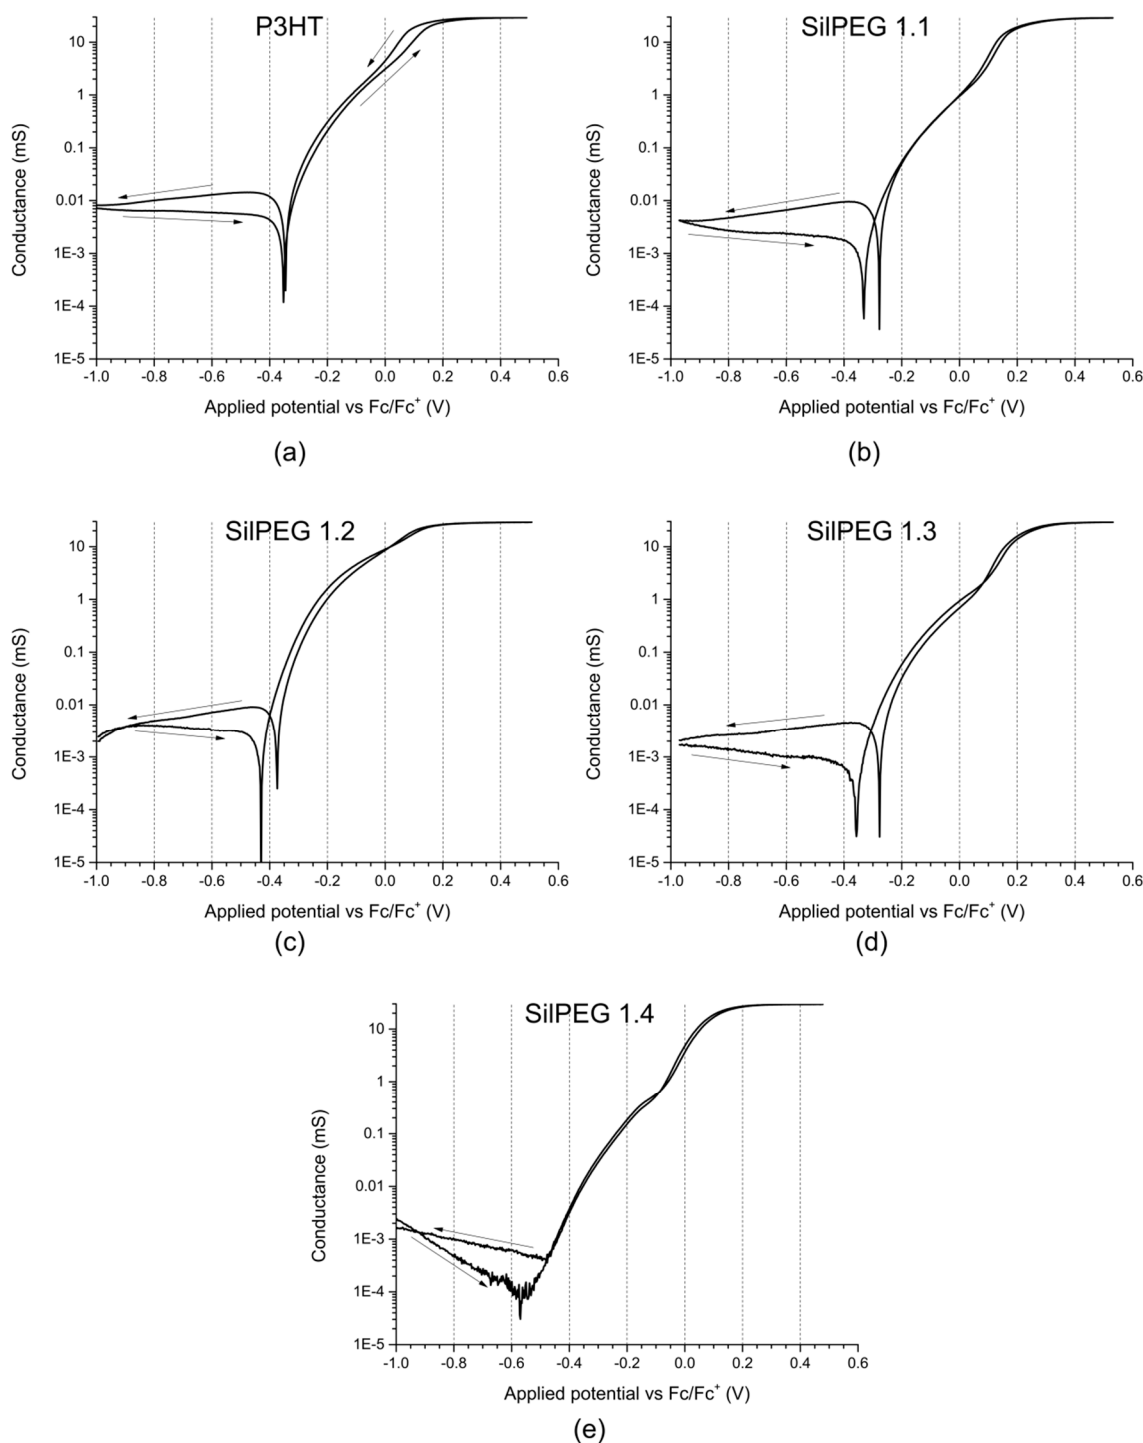 P3HT
Conductance (mS)
10
1
0.1
0.01
1E-3
1E-4
1E-5
-1.0 -0.8 -0.6 -0.4 -0.2 0.0 0.2 0.4 0.6
Applied potential vs Fc/Fc⁺ (V)
(a)
SilPEG 1.1
Conductance (mS)
10
1
0.1
0.01
1E-3
1E-4
1E-5
-1.0 -0.8 -0.6 -0.4 -0.2 0.0 0.2 0.4 0.6
Applied potential vs Fc/Fc⁺ (V)
(b)
SilPEG 1.2
Conductance (mS)
10
1
0.1
0.01
1E-3
1E-4
1E-5
-1.0 -0.8 -0.6 -0.4 -0.2 0.0 0.2 0.4 0.6
Applied potential vs Fc/Fc⁺ (V)
(c)
SilPEG 1.3
Conductance (mS)
10
1
0.1
0.01
1E-3
1E-4
1E-5
-1.0 -0.8 -0.6 -0.4 -0.2 0.0 0.2 0.4 0.6
Applied potential vs Fc/Fc⁺ (V)
(d)
SilPEG 1.4
Conductance (mS)
10
1
0.1
0.01
1E-3
1E-4
1E-5
-1.0 -0.8 -0.6 -0.4 -0.2 0.0 0.2 0.4 0.6
Applied potential vs Fc/Fc⁺ (V)
(e)